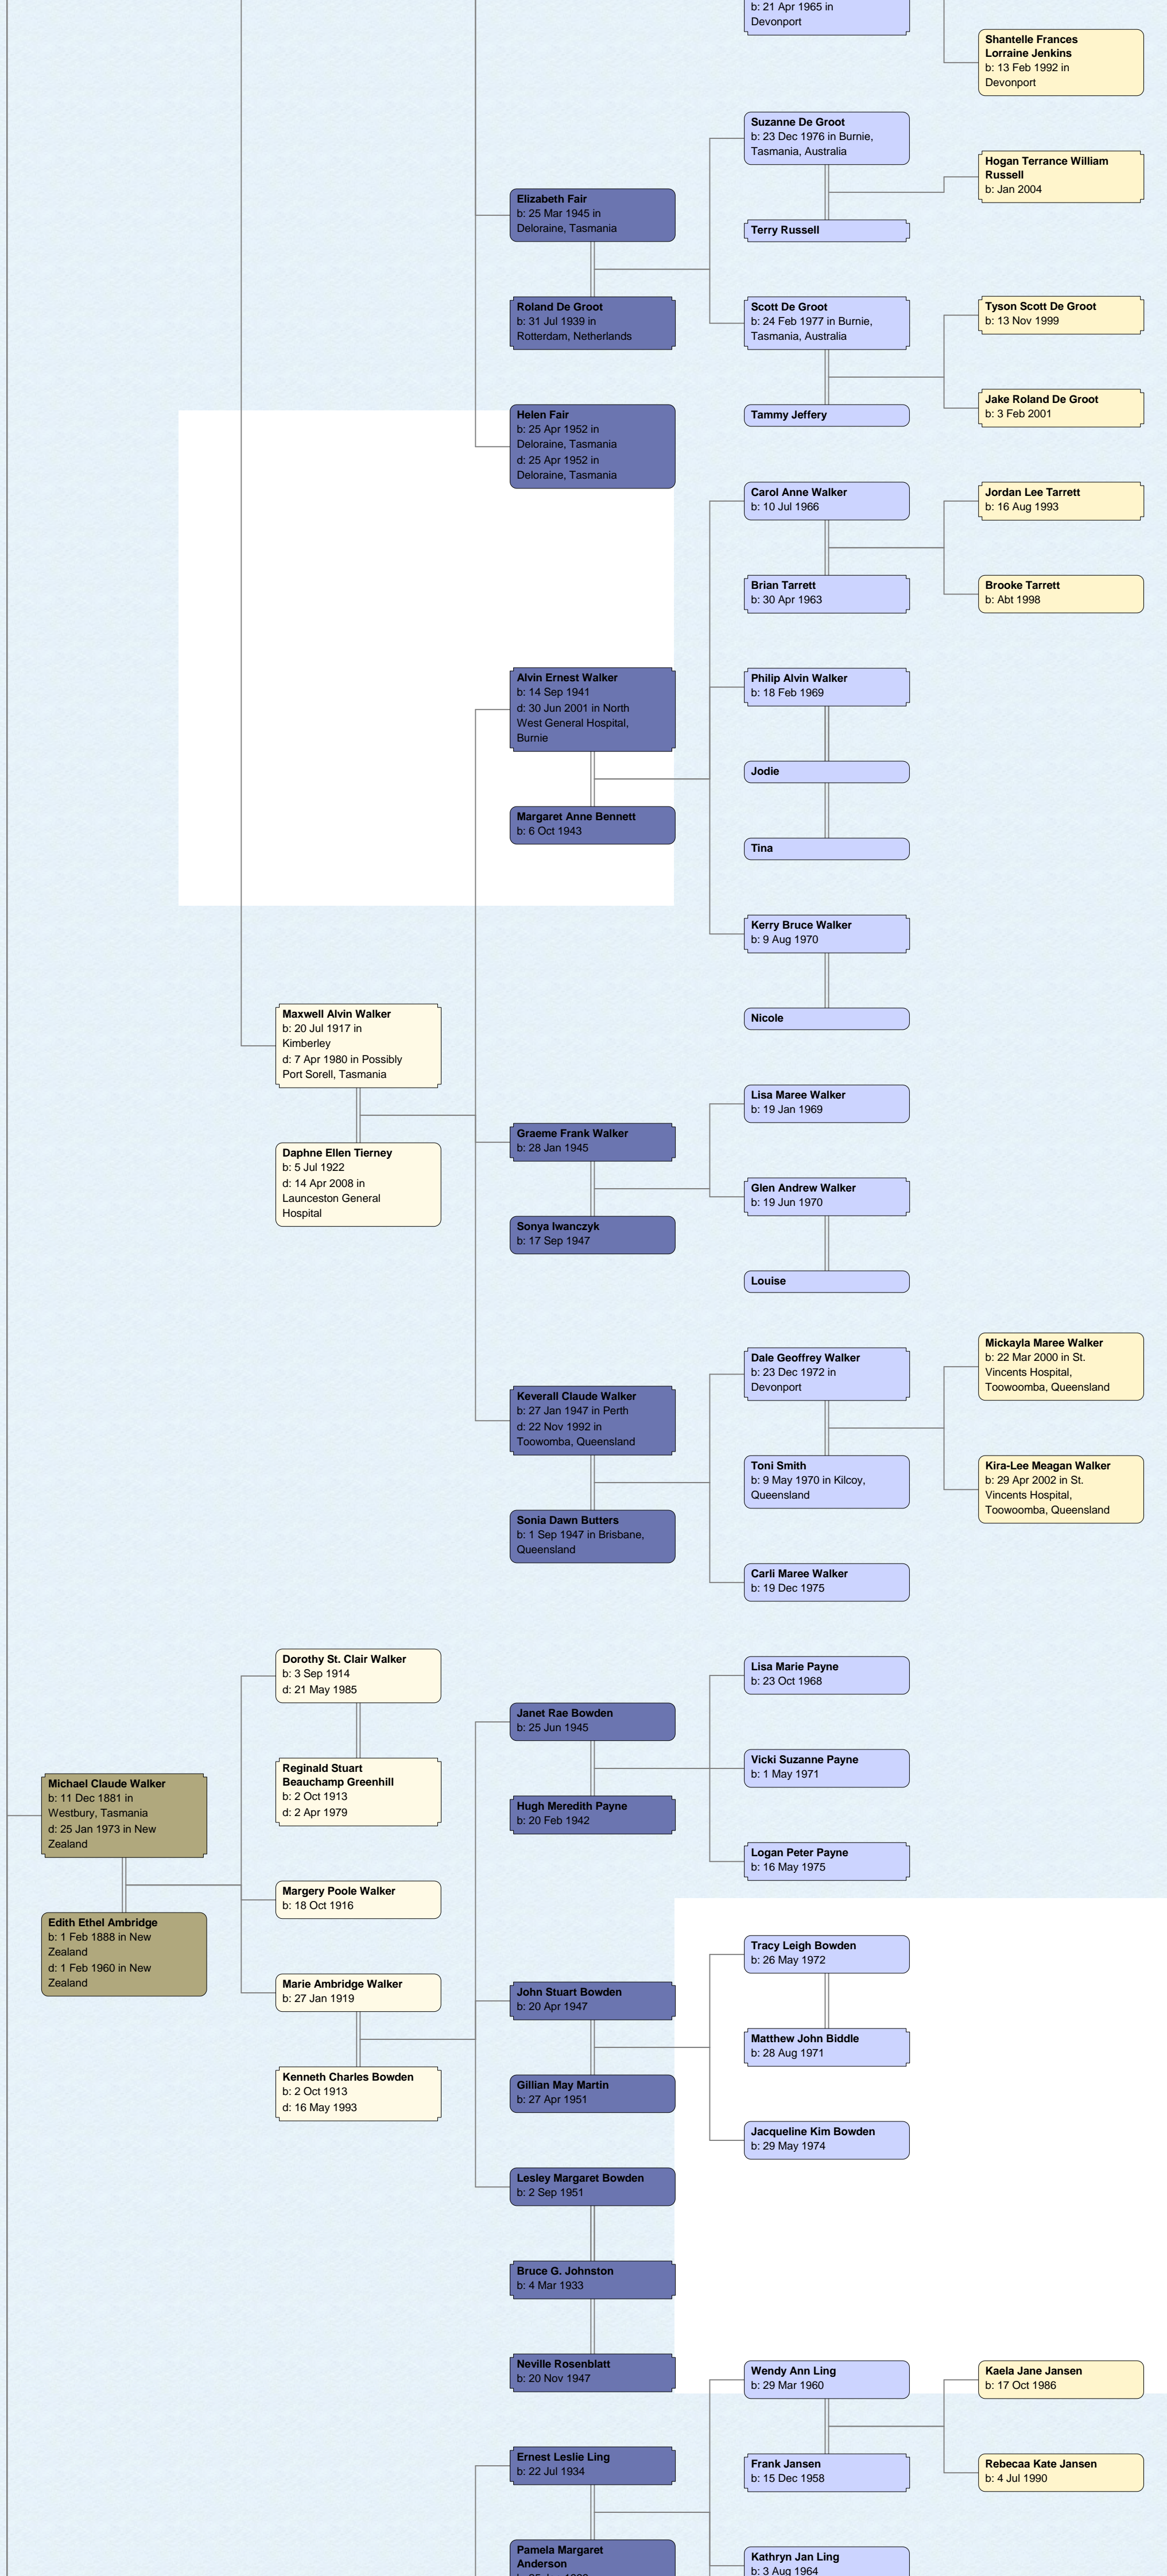 b: 21 Apr 1965 in
Devonport
Shantelle Frances
Lorraine Jenkins
b: 13 Feb 1992 in
Devonport
Suzanne De Groot
b: 23 Dec 1976 in Burnie,
Tasmania, Australia
Hogan Terrance William
Russell
b: Jan 2004
Elizabeth Fair
b: 25 Mar 1945 in
Deloraine, Tasmania
Terry Russell
Roland De Groot
b: 31 Jul 1939 in
Rotterdam, Netherlands
Scott De Groot
b: 24 Feb 1977 in Burnie,
Tasmania, Australia
Tyson Scott De Groot
b: 13 Nov 1999
Jake Roland De Groot
b: 3 Feb 2001
Helen Fair
b: 25 Apr 1952 in
Deloraine, Tasmania
d: 25 Apr 1952 in
Deloraine, Tasmania
Tammy Jeffery
Carol Anne Walker
b: 10 Jul 1966
Jordan Lee Tarrett
b: 16 Aug 1993
Brian Tarrett
b: 30 Apr 1963
Brooke Tarrett
b: Abt 1998
Alvin Ernest Walker
b: 14 Sep 1941
d: 30 Jun 2001 in North
West General Hospital,
Burnie
Philip Alvin Walker
b: 18 Feb 1969
Jodie
Margaret Anne Bennett
b: 6 Oct 1943
Tina
Kerry Bruce Walker
b: 9 Aug 1970
Nicole
Maxwell Alvin Walker
b: 20 Jul 1917 in
Kimberley
d: 7 Apr 1980 in Possibly
Port Sorell, Tasmania
Lisa Maree Walker
b: 19 Jan 1969
Graeme Frank Walker
b: 28 Jan 1945
Daphne Ellen Tierney
b: 5 Jul 1922
d: 14 Apr 2008 in
Launceston General
Hospital
Glen Andrew Walker
b: 19 Jun 1970
Sonya Iwanczyk
b: 17 Sep 1947
Louise
Mickayla Maree Walker
b: 22 Mar 2000 in St.
Vincents Hospital,
Toowoomba, Queensland
Dale Geoffrey Walker
b: 23 Dec 1972 in
Devonport
Keverall Claude Walker
b: 27 Jan 1947 in Perth
d: 22 Nov 1992 in
Toowomba, Queensland
Toni Smith
b: 9 May 1970 in Kilcoy,
Queensland
Kira-Lee Meagan Walker
b: 29 Apr 2002 in St.
Vincents Hospital,
Toowoomba, Queensland
Sonia Dawn Butters
b: 1 Sep 1947 in Brisbane,
Queensland
Carli Maree Walker
b: 19 Dec 1975
Dorothy St. Clair Walker
b: 3 Sep 1914
d: 21 May 1985
Lisa Marie Payne
b: 23 Oct 1968
Janet Rae Bowden
b: 25 Jun 1945
Vicki Suzanne Payne
b: 1 May 1971
Reginald Stuart
Beauchamp Greenhill
b: 2 Oct 1913
d: 2 Apr 1979
Michael Claude Walker
b: 11 Dec 1881 in
Westbury, Tasmania
d: 25 Jan 1973 in New
Zealand
Hugh Meredith Payne
b: 20 Feb 1942
Logan Peter Payne
b: 16 May 1975
Margery Poole Walker
b: 18 Oct 1916
Edith Ethel Ambridge
b: 1 Feb 1888 in New
Zealand
d: 1 Feb 1960 in New
Zealand
Tracy Leigh Bowden
b: 26 May 1972
Marie Ambridge Walker
b: 27 Jan 1919
John Stuart Bowden
b: 20 Apr 1947
Matthew John Biddle
b: 28 Aug 1971
Kenneth Charles Bowden
b: 2 Oct 1913
d: 16 May 1993
Gillian May Martin
b: 27 Apr 1951
Jacqueline Kim Bowden
b: 29 May 1974
Lesley Margaret Bowden
b: 2 Sep 1951
Bruce G. Johnston
b: 4 Mar 1933
Neville Rosenblatt
b: 20 Nov 1947
Wendy Ann Ling
b: 29 Mar 1960
Kaela Jane Jansen
b: 17 Oct 1986
Ernest Leslie Ling
b: 22 Jul 1934
Frank Jansen
b: 15 Dec 1958
Rebecaa Kate Jansen
b: 4 Jul 1990
Pamela Margaret
Anderson
Kathryn Jan Ling
b: 3 Aug 1964